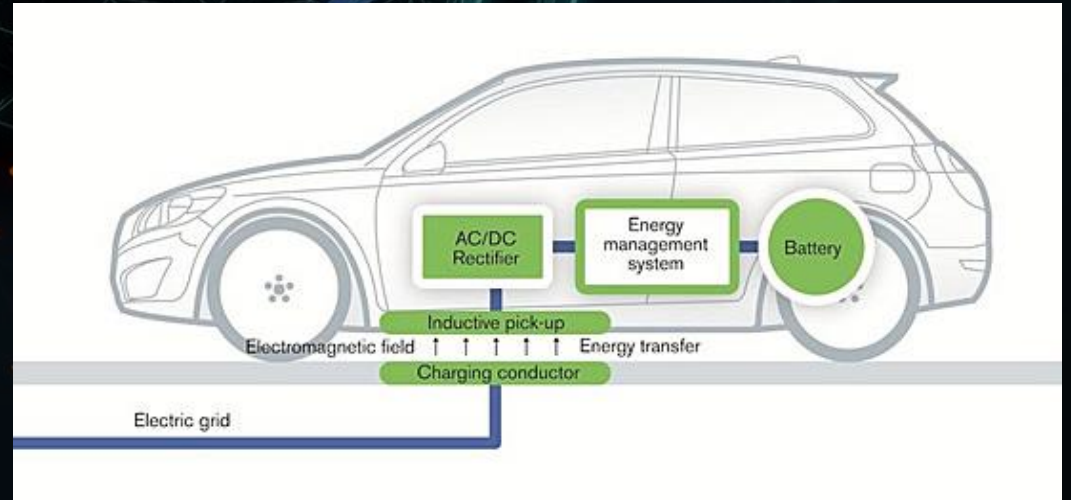 AC/DC
Rectifier
Energy
management
system
Battery
Inductive pick-up
Electromagnetic field
Energy transfer
Charging conductor
Electric grid